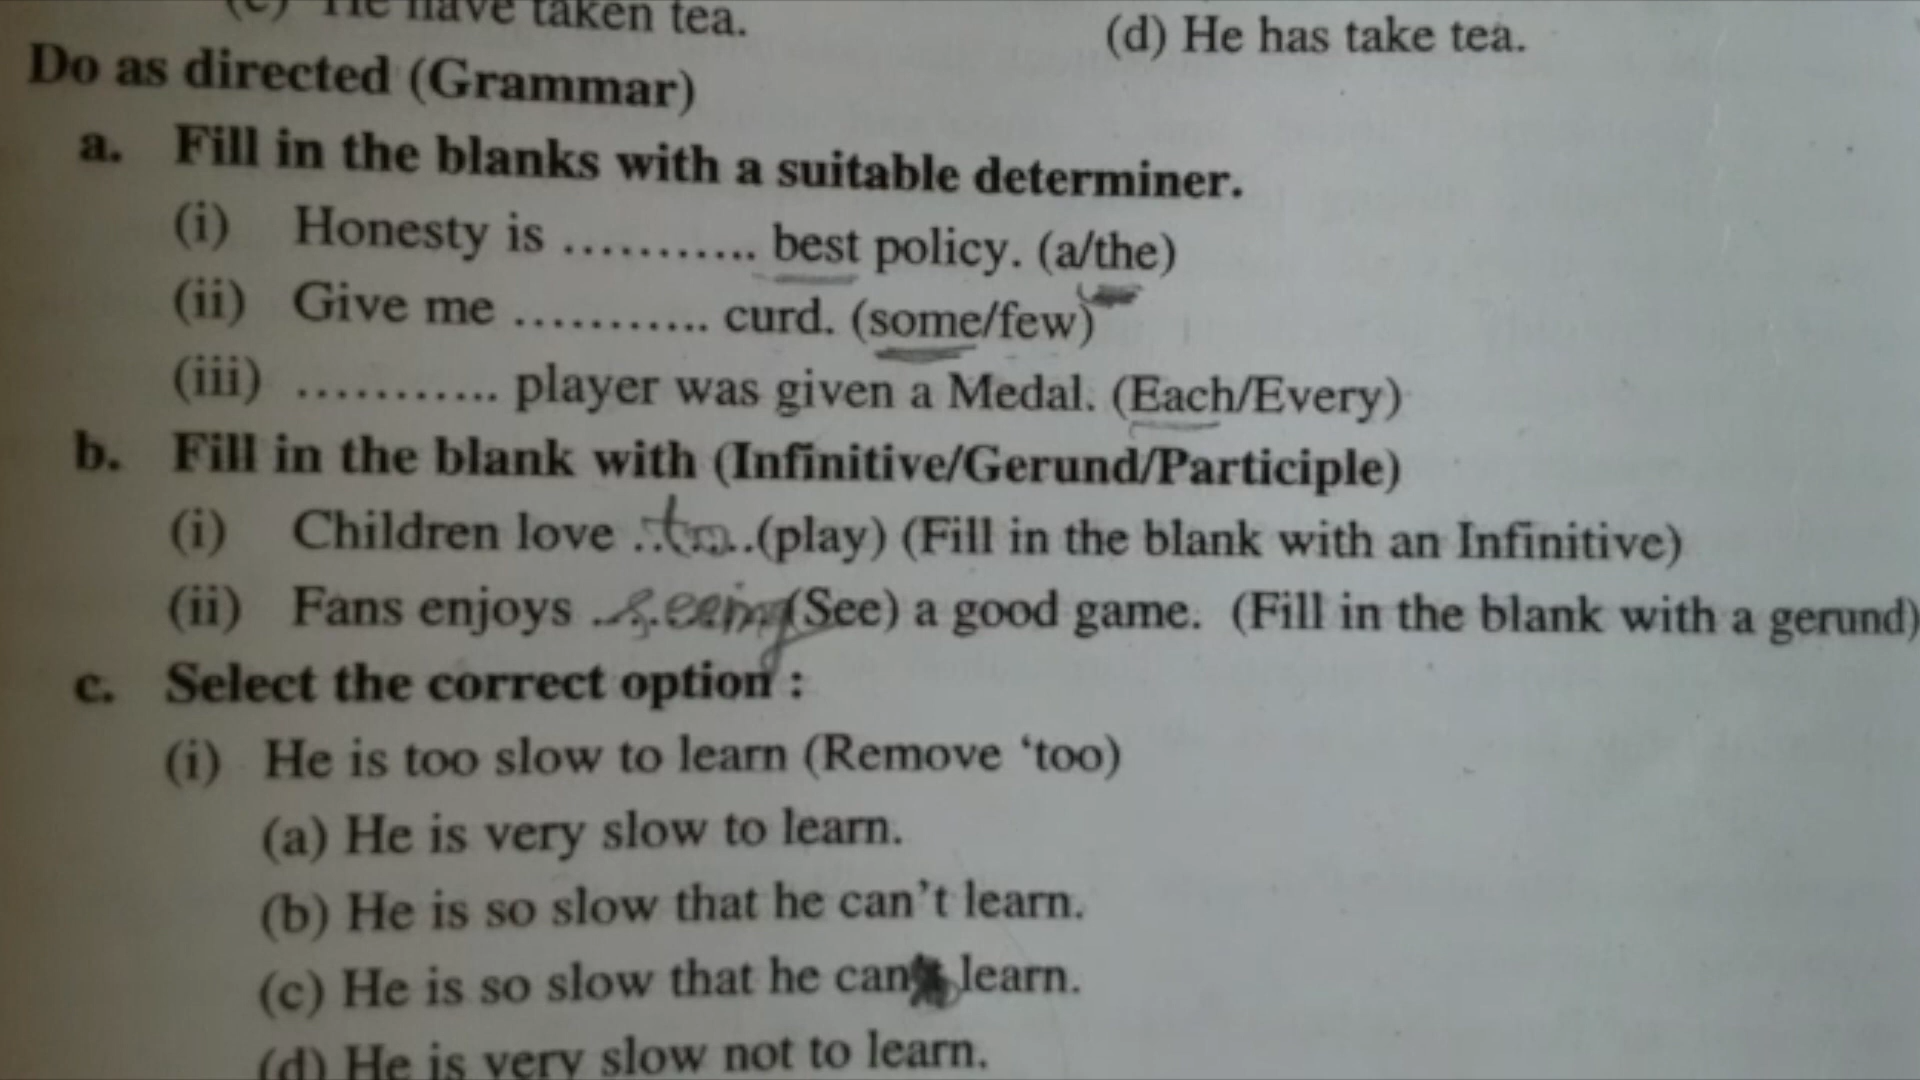 (c) He have taken tea.
(d) He has take tea.
Do as directed (Grammar)
a. Fill in the blanks with a suitable determiner.
(i) Honesty is ........... best policy. (a/the)
(ii) Give me ........... curd. (some/few)
(iii) ........... player was given a Medal. (Each/Every)
b. Fill in the blank with (Infinitive/Gerund/Participle)
(i) Children love ..to..(play) (Fill in the blank with an Infinitive)
(ii) Fans enjoys ..seeing (See) a good game. (Fill in the blank with a gerund)
c. Select the correct option :
(i) He is too slow to learn (Remove ‘too)
(a) He is very slow to learn.
(b) He is so slow that he can’t learn.
(c) He is so slow that he can learn.
(d) He is very slow not to learn.